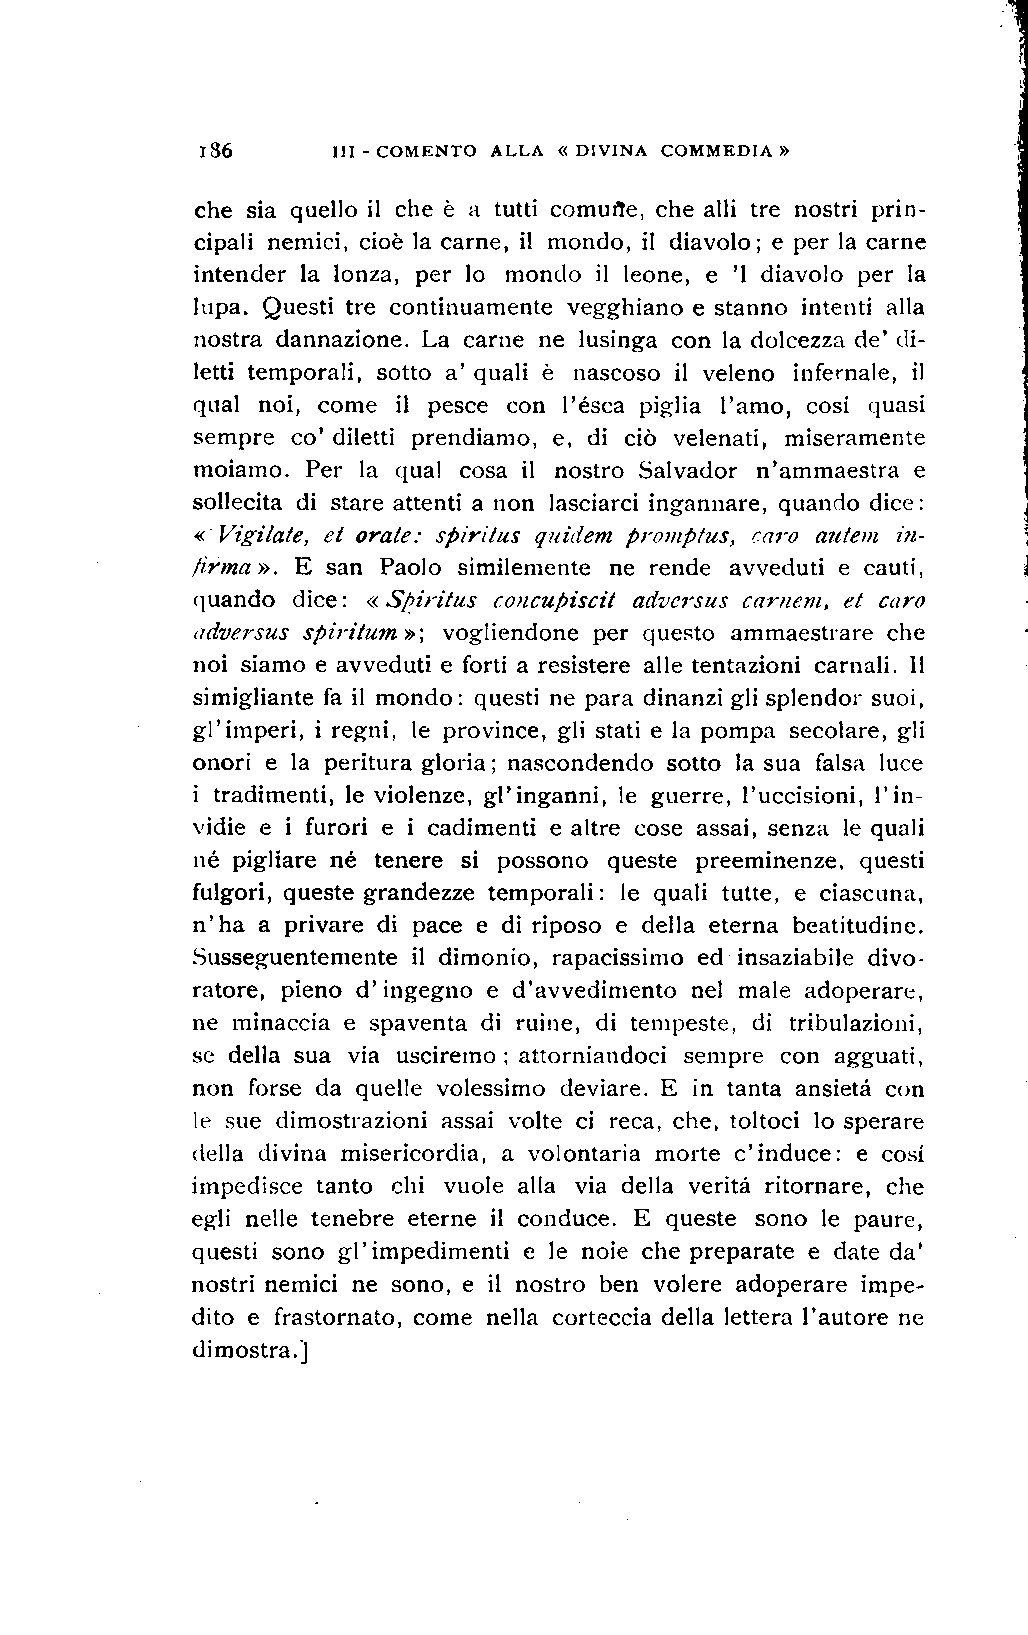 186 III - COMENTO ALLA « DIVINA COMMEDIA »
che sia quello il che è a tutti comune, che alli tre nostri prin-
cipali nemici, cioè la carne, il mondo, il diavolo; e per la carne
intender la lonza, per lo mondo il leone, e 'l diavolo per la
lupa. Questi tre continuamente vegghiano e stanno intenti alla
nostra dannazione. La carne ne lusinga con la dolcezza de' di-
letti temporali, sotto a' quali è nascoso il veleno infernale, il
qual noi, come il pesce con l'ésca piglia l'amo, cosí quasi
sempre co' diletti prendiamo, e, di ciò velenati, miseramente
moiamo. Per la qual cosa il nostro Salvador n'ammaestra e
sollecita di stare attenti a non lasciarci ingannare, quando dice:
« Vigilate, et orate: spiritus quidem promptus, caro autem in-
firma ». E san Paolo similemente ne rende avveduti e cauti,
quando dice: « Spiritus concupiscit adversus carnem, et caro
adversus spiritum »; vogliendone per questo ammaestrare che
noi siamo e avveduti e forti a resistere alle tentazioni carnali. Il
simigliante fa il mondo: questi ne para dinanzi gli splendor suoi,
gl'imperi, i regni, le province, gli stati e la pompa secolare, gli
onori e la peritura gloria; nascondendo sotto la sua falsa luce
i tradimenti, le violenze, gl'inganni, le guerre, l'uccisioni, l'in-
vidie e i furori e i cadimenti e altre cose assai, senza le quali
né pigliare né tenere si possono queste preeminenze, questi
fulgori, queste grandezze temporali: le quali tutte, e ciascuna,
n'ha a privare di pace e di riposo e della eterna beatitudine.
Susseguentemente il dimonio, rapacissimo ed insaziabile divo-
ratore, pieno d'ingegno e d'avvedimento nel male adoperare,
ne minaccia e spaventa di ruine, di tempeste, di tribulazioni,
se della sua via usciremo; attorniandoci sempre con agguati,
non forse da quelle volessimo deviare. E in tanta ansietá con
le sue dimostrazioni assai volte ci reca, che, toltoci lo sperare
della divina misericordia, a volontaria morte c'induce: e cosí
impedisce tanto chi vuole alla via della veritá ritornare, che
egli nelle tenebre eterne il conduce. E queste sono le paure,
questi sono gl'impedimenti e le noie che preparate e date da'
nostri nemici ne sono, e il nostro ben volere adoperare impe-
dito e frastornato, come nella corteccia della lettera l'autore ne
dimostra.]